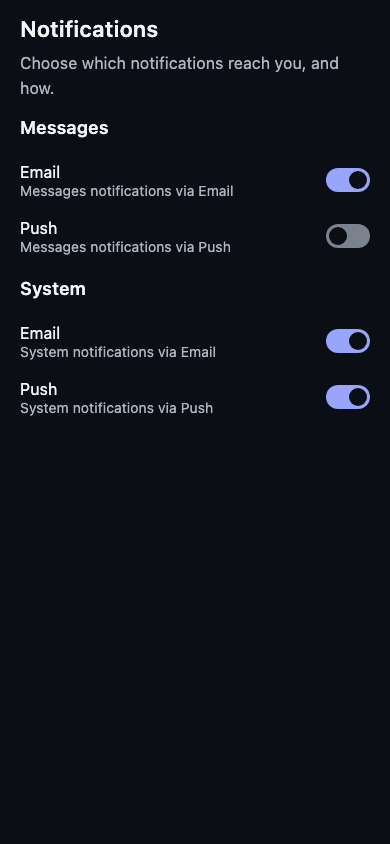 Notifications
Choose which notifications reach you, and
how.
Messages
Email
Messages notifications via Email
Push
Messages notifications via Push
System
Email
System notifications via Email
Push
System notifications via Push